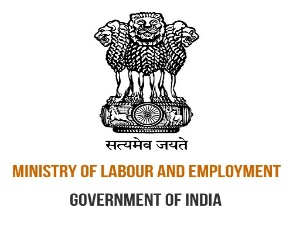 सत्यमेव जयते
MINISTRY OF LABOUR AND EMPLOYMENT
GOVERNMENT OF INDIA